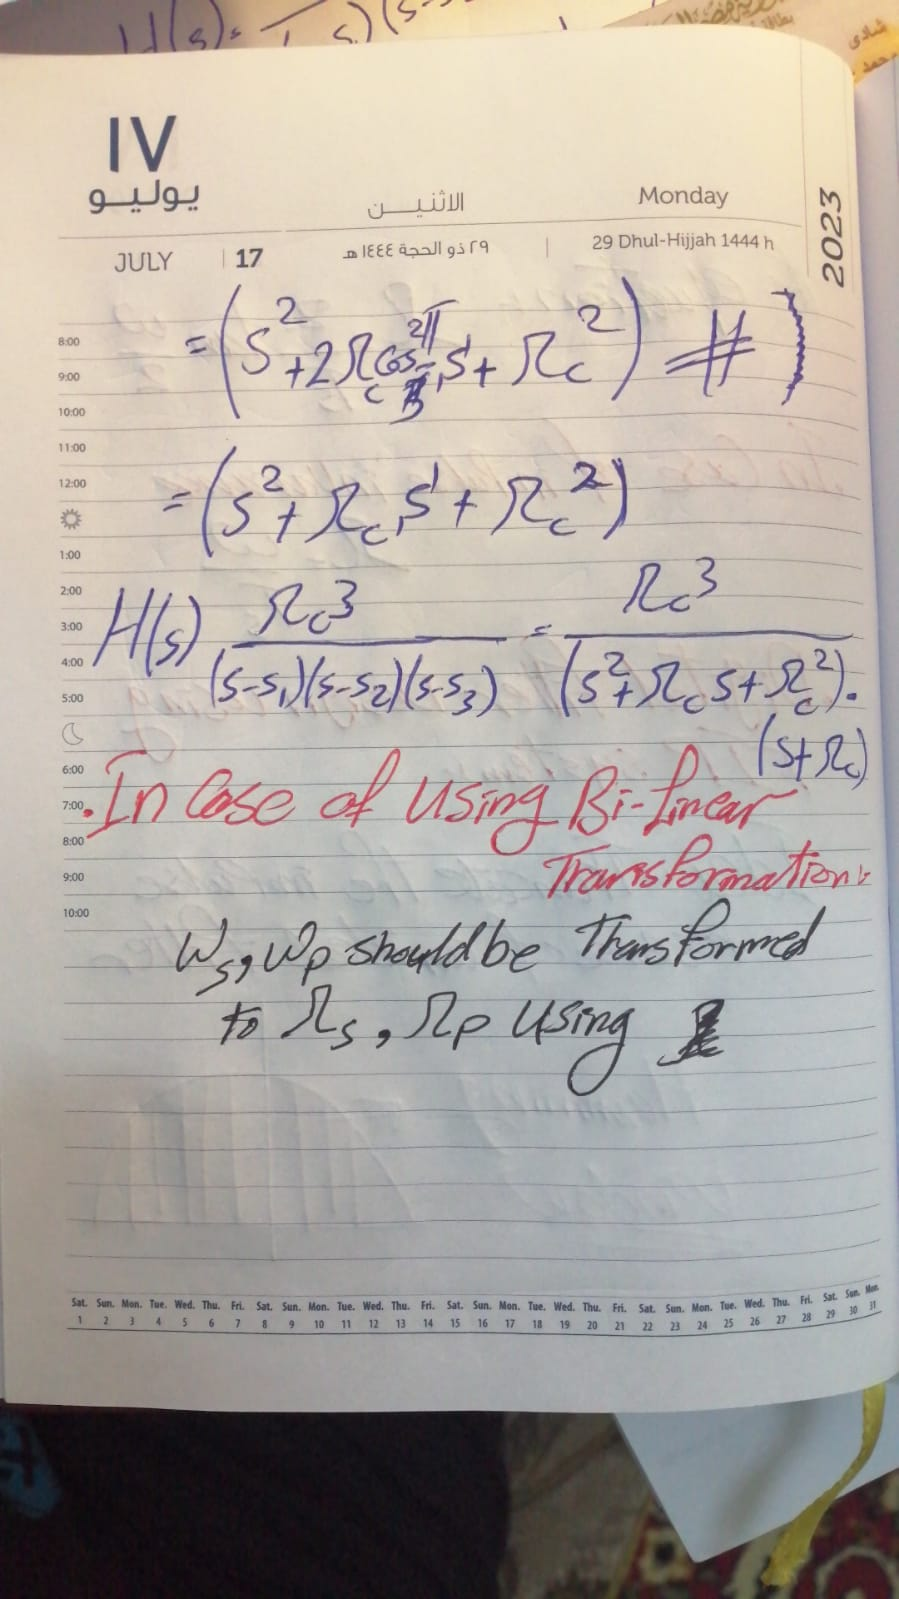 H(s)=
شادى
محمد
بطاقة
١٧
يوليو
الاثنين
Monday
2023
JULY 17
٢٩ ذو الحجة ١٤٤٤ هـ
29 Dhul-Hijjah 1444 h
8:00
9:00
10:00
11:00
12:00
1:00
2:00
3:00
4:00
5:00
6:00
7:00
8:00
9:00
10:00
= (s² + 2Ωc cos 2π/3 s + Ωc²) #)
= (s² + Ωc s + Ωc²)
H(s) Ωc³/(s-s₁)(s-s₂)(s-s₃) = Ωc³/(s² + Ωc s + Ωc²).
(s+Ωc)
.In Case of Using Bi-Linear
Transformation:
ωs, ωp should be Transformed
to Ωs, Ωp Using
Sat. Sun. Mon. Tue. Wed. Thu. Fri. Sat. Sun. Mon. Tue. Wed. Thu. Fri. Sat. Sun. Mon. Tue. Wed. Thu. Fri. Sat. Sun. Mon. Tue. Wed. Thu. Fri. Sat. Sun. Mon.
1 2 3 4 5 6 7 8 9 10 11 12 13 14 15 16 17 18 19 20 21 22 23 24 25 26 27 28 29 30 31